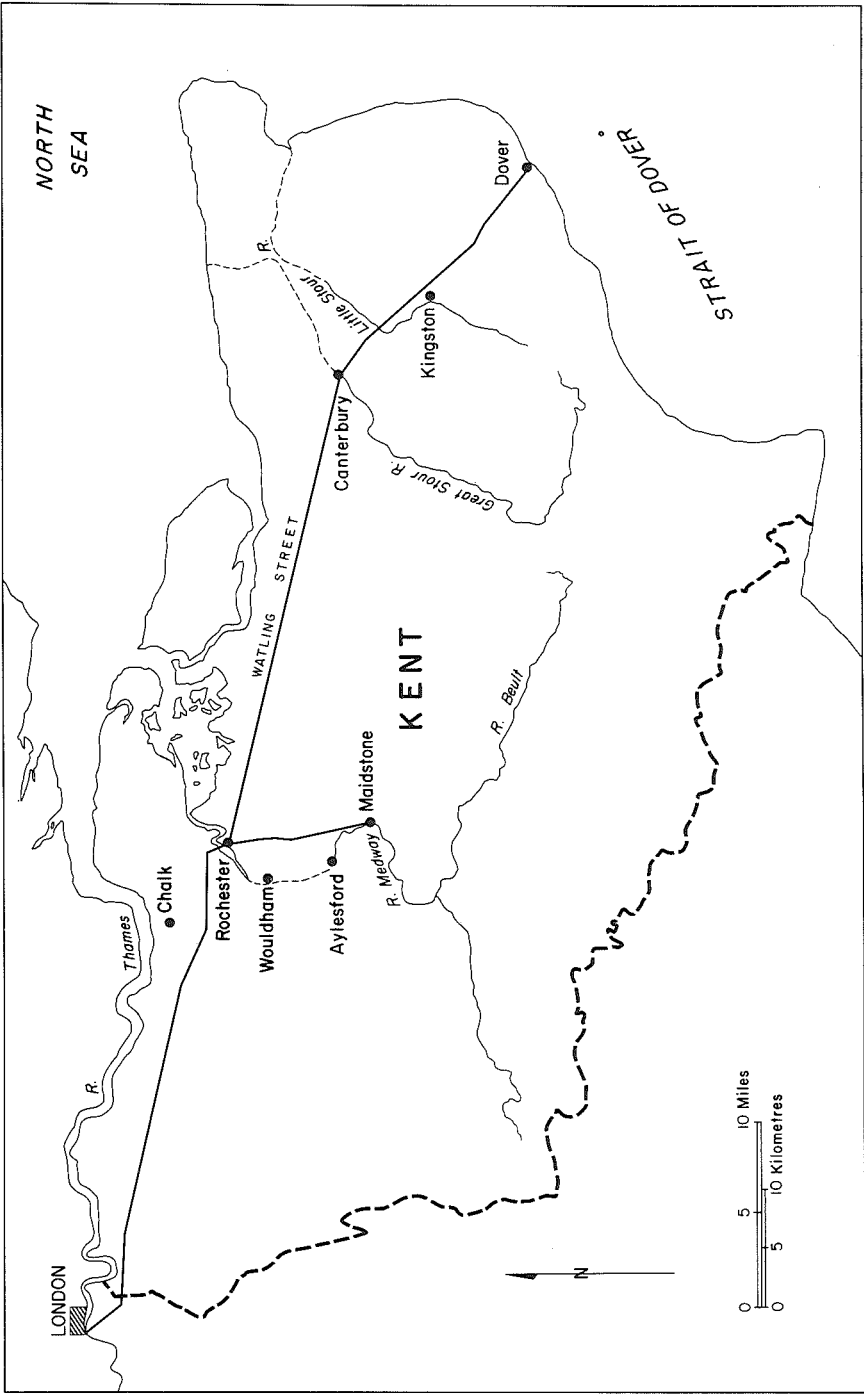 NORTH
SEA
LONDON
R.
Thames
Chalk
Rochester
Wouldham
Aylesford
R. Medway
Maidstone
WATLING STREET
KENT
R. Beult
Canterbury
Great Stour R.
Little Stour
R.
Kingston
Dover
STRAIT OF DOVER
N
0 5 10 Miles
0 5 10 Kilometres